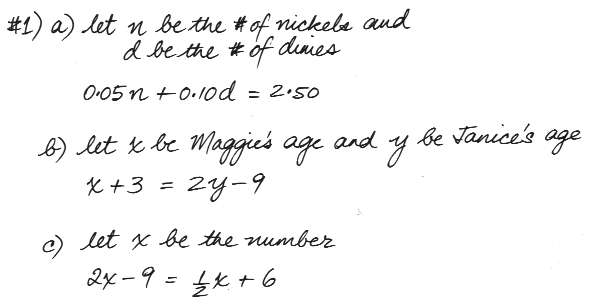 #1) a) let n be the # of nickels and
d be the # of dimes
0.05n + 0.10d = 2.50
b) let x be Maggie's age and y be Janice's age
x + 3 = 2y - 9
c) let x be the number
2x - 9 = 1/2 x + 6